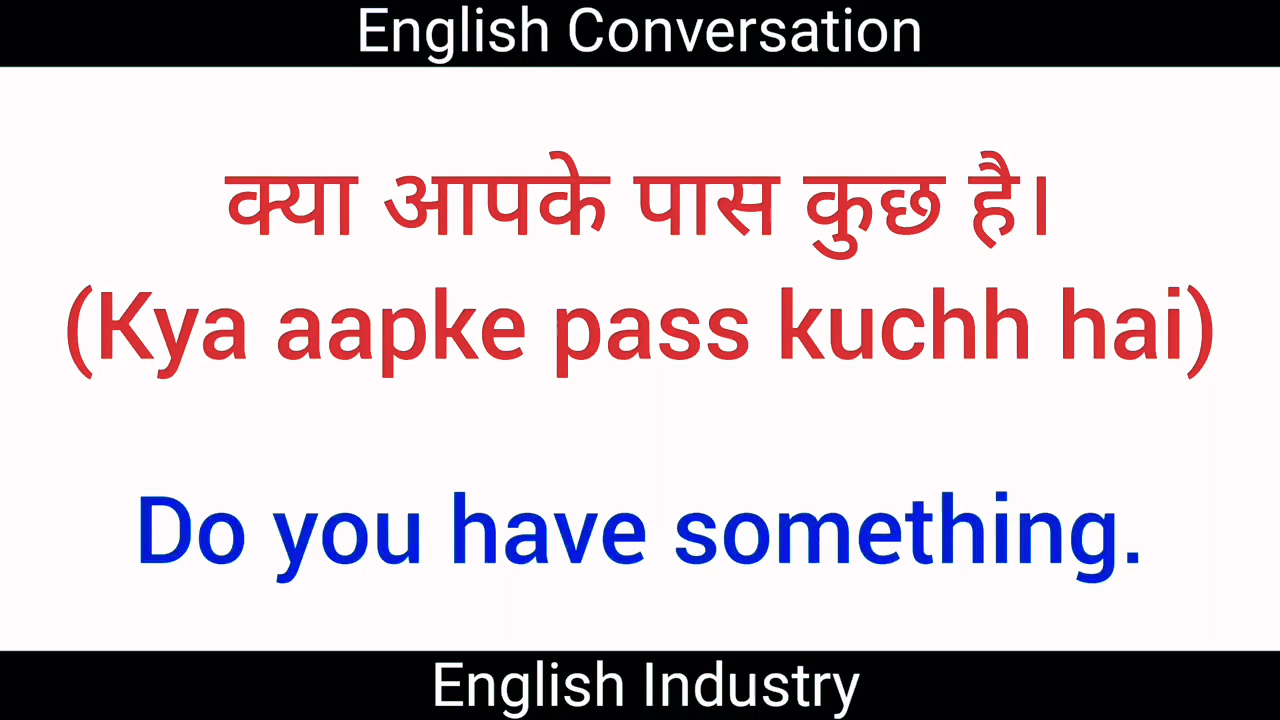 English Conversation
क्या आपके पास कुछ है।
(Kya aapke pass kuchh hai)
Do you have something.
English Industry